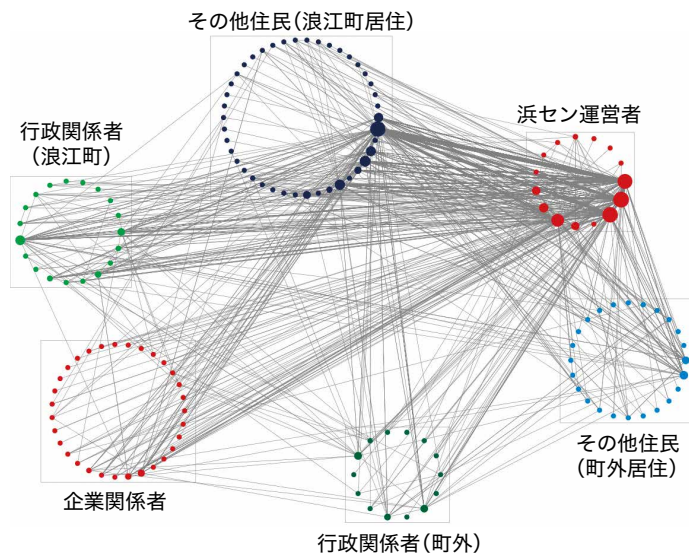 その他住民（浪江町居住）
浜セン運営者
行政関係者
（浪江町）
その他住民
（町外居住）
企業関係者
行政関係者（町外）